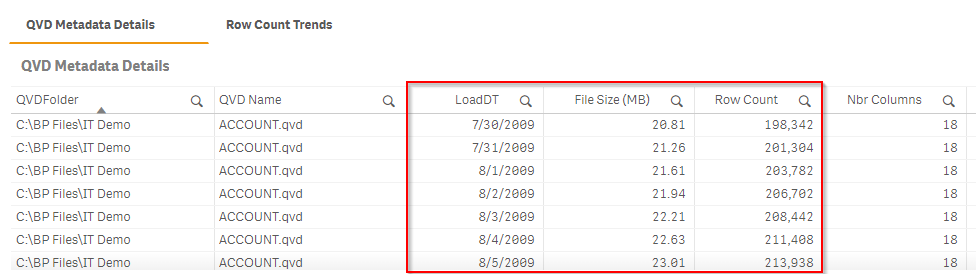 QVD Metadata Details Row Count Trends
QVD Metadata Details
QVDFolder QVD Name LoadDT File Size (MB) Row Count Nbr Columns
C:\BP Files\IT Demo ACCOUNT.qvd 7/30/2009 20.81 198,342 18
C:\BP Files\IT Demo ACCOUNT.qvd 7/31/2009 21.26 201,304 18
C:\BP Files\IT Demo ACCOUNT.qvd 8/1/2009 21.61 203,782 18
C:\BP Files\IT Demo ACCOUNT.qvd 8/2/2009 21.94 206,702 18
C:\BP Files\IT Demo ACCOUNT.qvd 8/3/2009 22.21 208,442 18
C:\BP Files\IT Demo ACCOUNT.qvd 8/4/2009 22.63 211,408 18
C:\BP Files\IT Demo ACCOUNT.qvd 8/5/2009 23.01 213,938 18